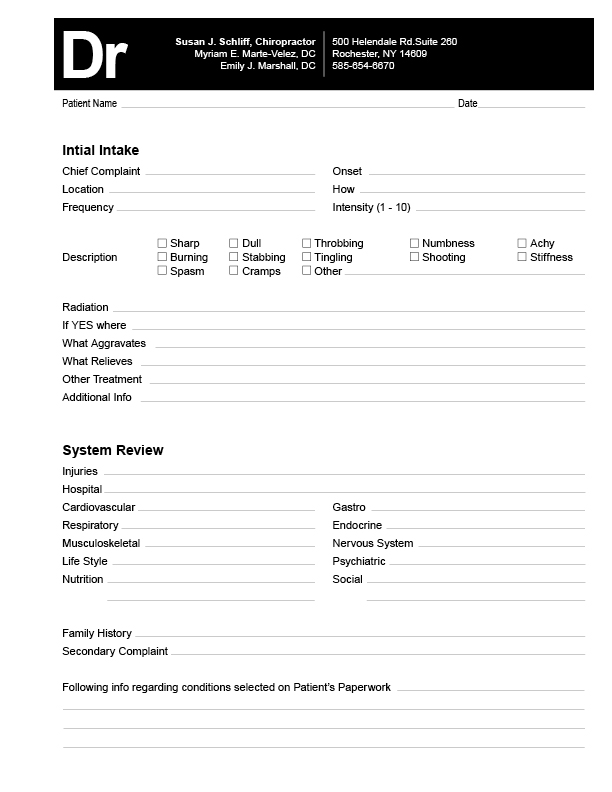 Dr
Susan J. Schliff, Chiropractor
Myriam E. Marte-Velez, DC
Emily J. Marshall, DC
500 Helendale Rd.Suite 260
Rochester, NY 14609
585-654-6670
Patient Name Date
Intial Intake
Chief Complaint Onset
Location How
Frequency Intensity (1 - 10)
Sharp Dull Throbbing Numbness Achy
Description Burning Stabbing Tingling Shooting Stiffness
Spasm Cramps Other
Radiation
If YES where
What Aggravates
What Relieves
Other Treatment
Additional Info
System Review
Injuries
Hospital
Cardiovascular Gastro
Respiratory Endocrine
Musculoskeletal Nervous System
Life Style Psychiatric
Nutrition Social
Family History
Secondary Complaint
Following info regarding conditions selected on Patient's Paperwork